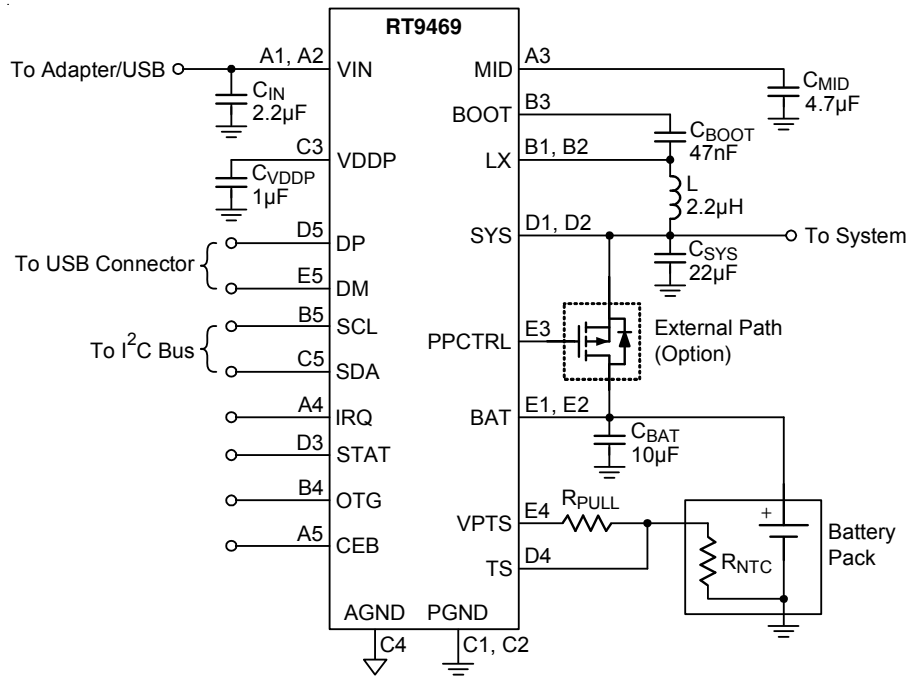 RT9469
To Adapter/USB
A1, A2
VIN
C_IN
2.2µF
C3
VDDP
C_VDDP
1µF
To USB Connector
D5
DP
E5
DM
To I²C Bus
B5
SCL
C5
SDA
A4
IRQ
D3
STAT
B4
OTG
A5
CEB
MID
A3
C_MID
4.7µF
BOOT
B3
C_BOOT
47nF
LX
B1, B2
L
2.2µH
SYS
D1, D2
To System
C_SYS
22µF
PPCTRL
E3
External Path
(Option)
BAT
E1, E2
C_BAT
10µF
VPTS
E4
R_PULL
TS
D4
R_NTC
+
Battery
Pack
AGND
C4
PGND
C1, C2